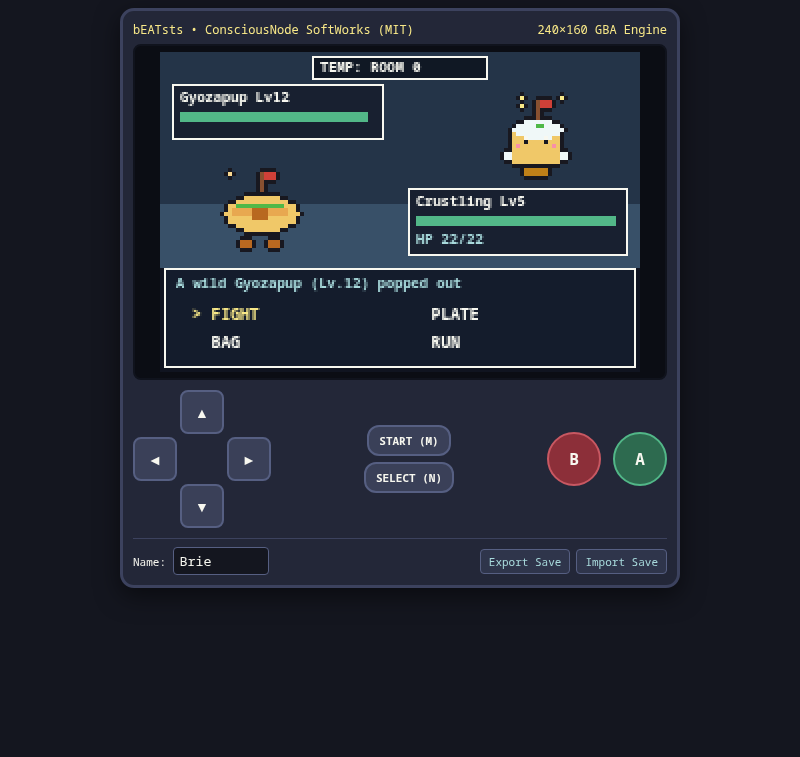 bEATsts • ConsciousNode SoftWorks (MIT)
240×160 GBA Engine
TEMP: ROOM 0
Gyozapup Lv12
Crustling Lv5
HP 22/22
A wild Gyozapup (Lv.12) popped out
> FIGHT
PLATE
BAG
RUN
▲
◀
▶
▼
START (M)
SELECT (N)
B
A
Name: Brie
Export Save
Import Save